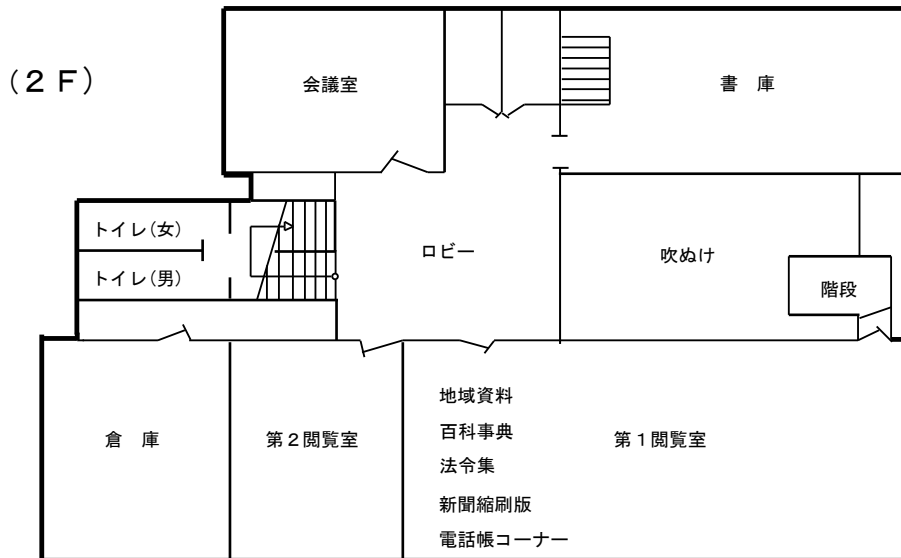 (2F)
会議室
書 庫
トイレ(女)
トイレ(男)
ロビー
吹ぬけ
階段
倉 庫
第2閲覧室
地域資料
百科事典
法令集
新聞縮刷版
電話帳コーナー
第1閲覧室